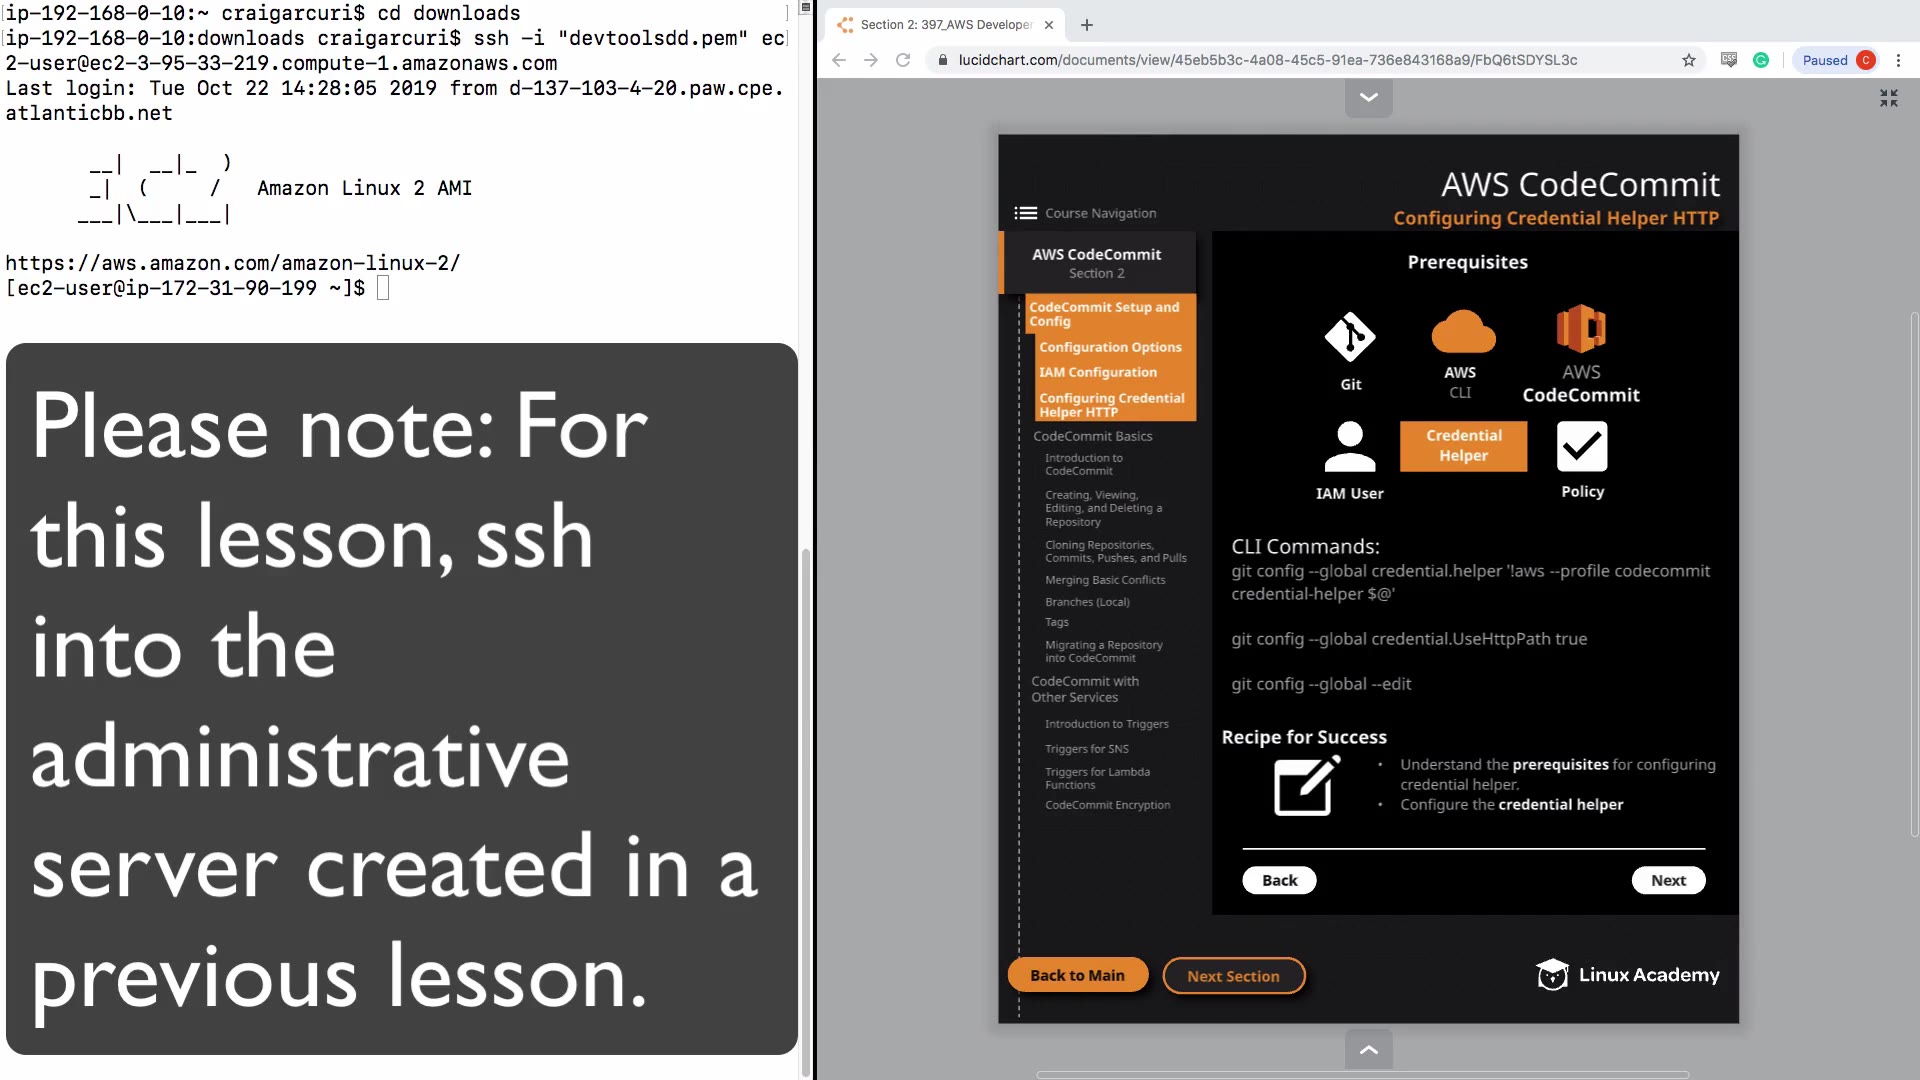 ip-192-168-0-10:~ craigarcuri$ cd downloads
ip-192-168-0-10:downloads craigarcuri$ ssh -i "devtoolsdd.pem" ec
2-user@ec2-3-95-33-219.compute-1.amazonaws.com
Last login: Tue Oct 22 14:28:05 2019 from d-137-103-4-20.paw.cpe.
atlanticbb.net
__|  __|_  )
_|  (     /   Amazon Linux 2 AMI
___|\___|___|
https://aws.amazon.com/amazon-linux-2/
[ec2-user@ip-172-31-90-199 ~]$
Please note: For
this lesson, ssh
into the
administrative
server created in a
previous lesson.
Section 2: 397_AWS Developer
lucidchart.com/documents/view/45eb5b3c-4a08-45c5-91ea-736e843168a9/FbQ6tSDYSL3c
Paused C
AWS CodeCommit
Configuring Credential Helper HTTP
Course Navigation
AWS CodeCommit
Section 2
CodeCommit Setup and
Config
Configuration Options
IAM Configuration
Configuring Credential
Helper HTTP
CodeCommit Basics
Introduction to
CodeCommit
Creating, Viewing,
Editing, and Deleting a
Repository
Cloning Repositories,
Commits, Pushes, and Pulls
Merging Basic Conflicts
Branches (Local)
Tags
Migrating a Repository
into CodeCommit
CodeCommit with
Other Services
Introduction to Triggers
Triggers for SNS
Triggers for Lambda
Functions
CodeCommit Encryption
Prerequisites
Git
AWS
CLI
AWS
CodeCommit
IAM User
Credential
Helper
Policy
CLI Commands:
git config --global credential.helper '!aws --profile codecommit
credential-helper $@'
git config --global credential.UseHttpPath true
git config --global --edit
Recipe for Success
• Understand the prerequisites for configuring
credential helper.
• Configure the credential helper
Back
Next
Back to Main
Next Section
Linux Academy